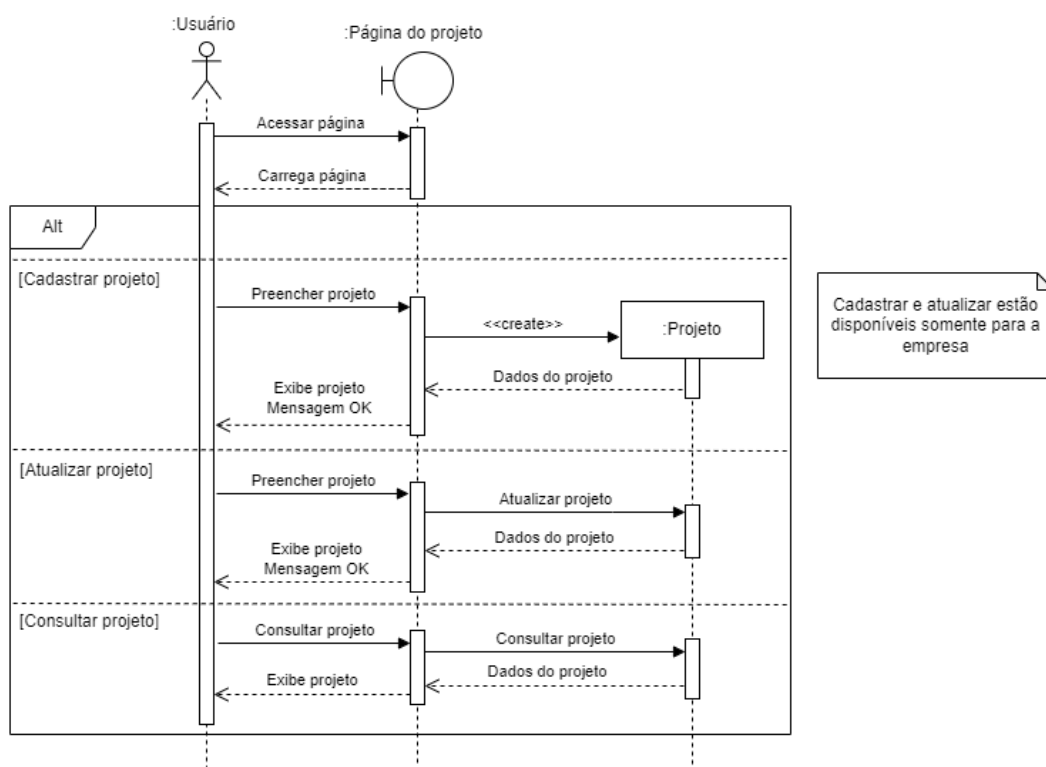 :Usuário
:Página do projeto
Acessar página
Carrega página
Alt
[Cadastrar projeto]
Preencher projeto
<<create>>
:Projeto
Dados do projeto
Exibe projeto
Mensagem OK
Cadastrar e atualizar estão
disponíveis somente para a
empresa
[Atualizar projeto]
Preencher projeto
Atualizar projeto
Dados do projeto
Exibe projeto
Mensagem OK
[Consultar projeto]
Consultar projeto
Consultar projeto
Dados do projeto
Exibe projeto